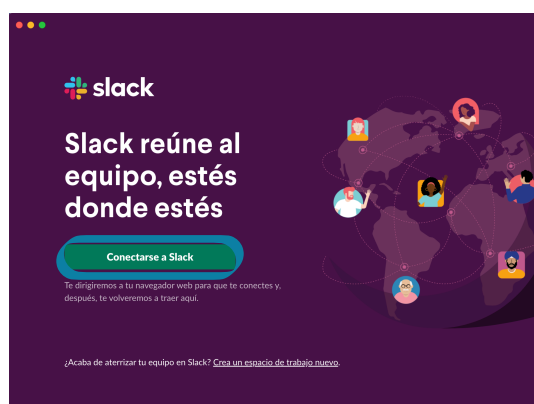 slack
Slack reúne al
equipo, estés
donde estés
Conectarse a Slack
Te dirigiremos a tu navegador web para que te conectes y,
después, te volveremos a traer aquí.
¿Acaba de aterrizar tu equipo en Slack? Crea un espacio de trabajo nuevo.